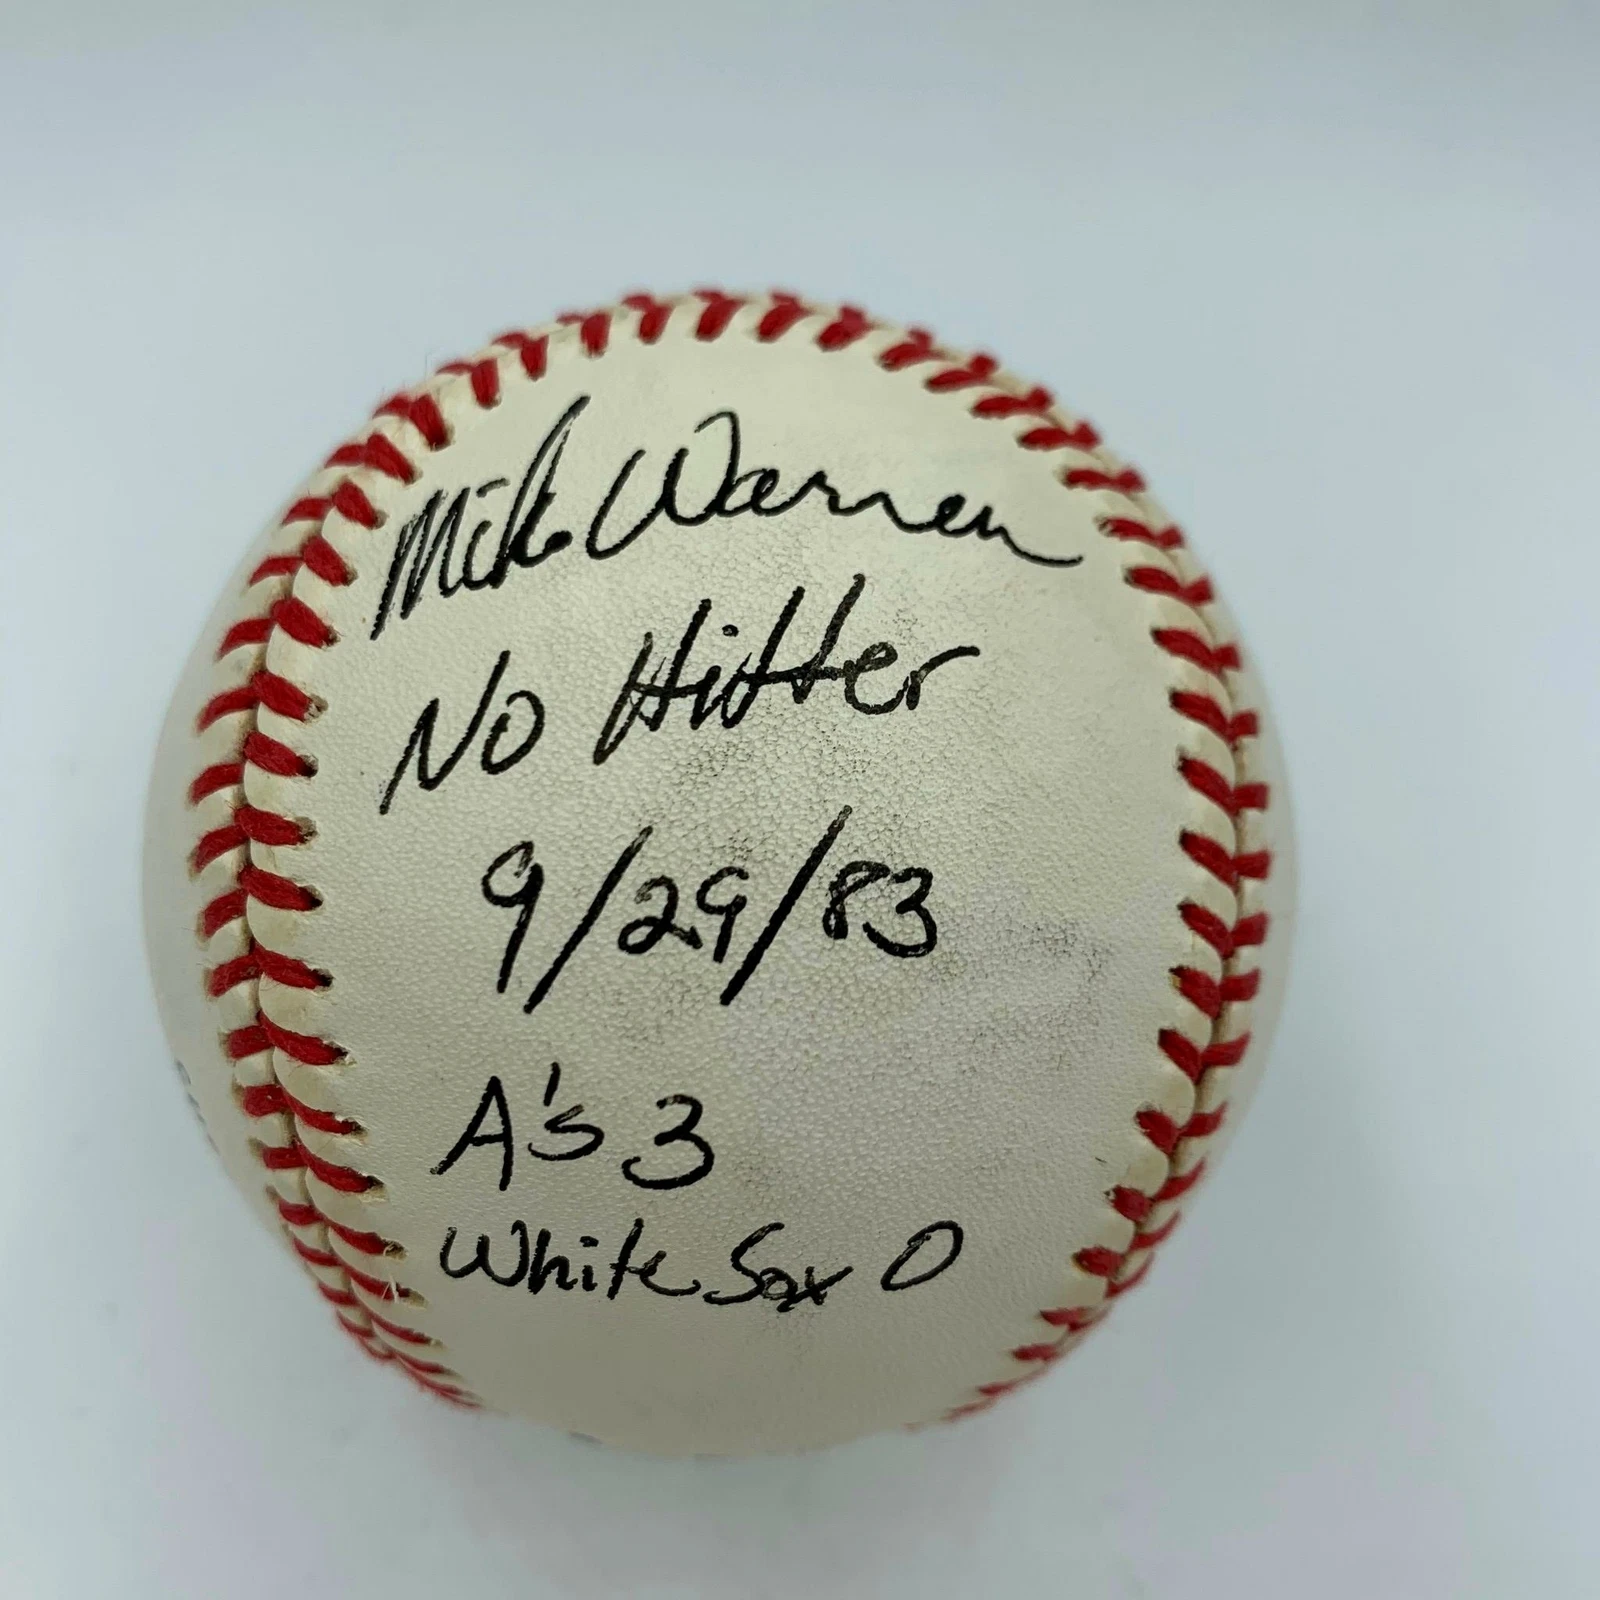 Mike Warren
No Hitter
9/29/83
A's 3
White Sox 0